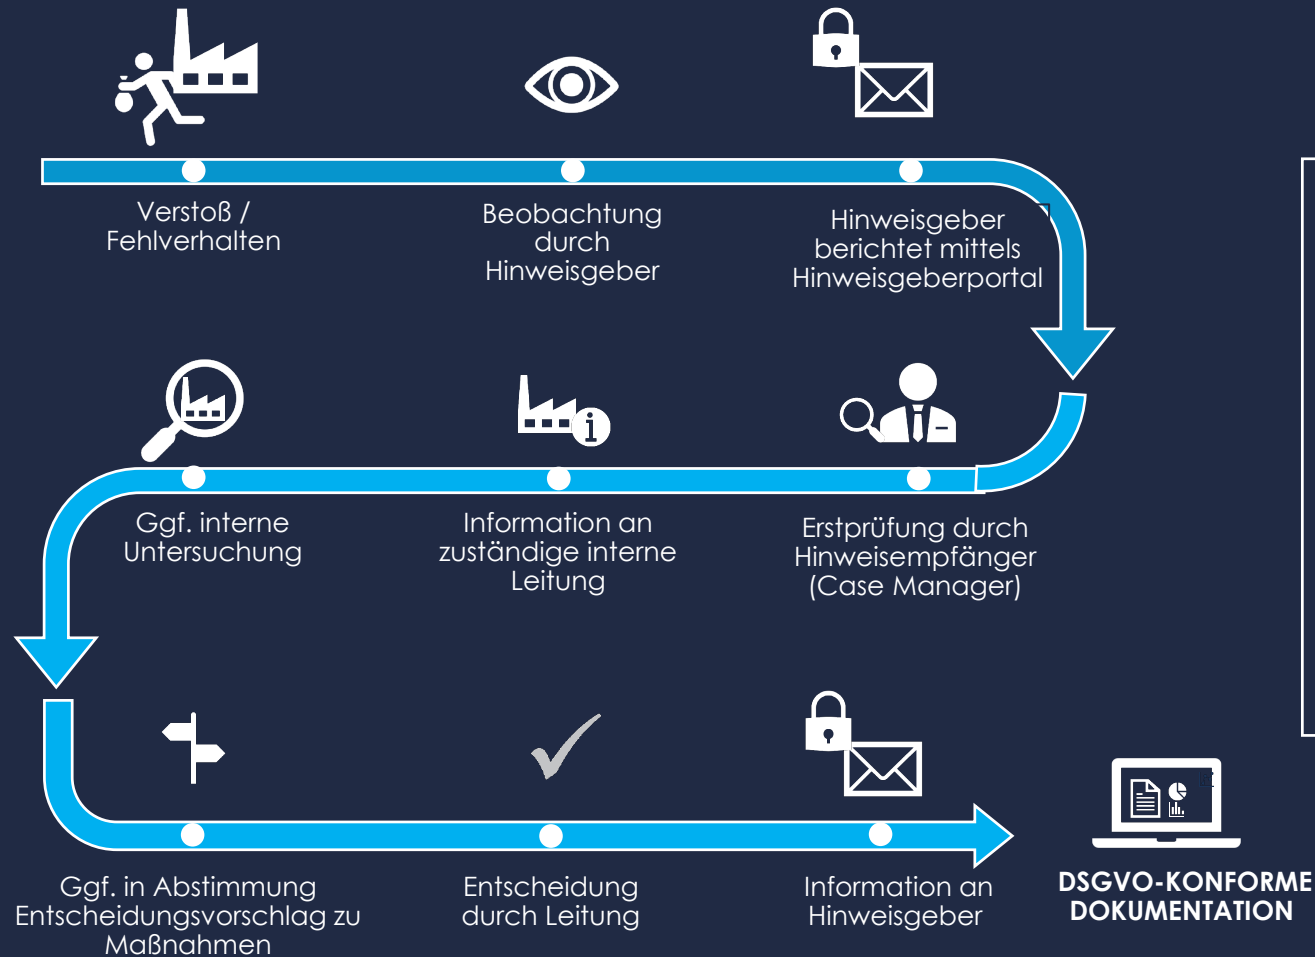 Verstoß /
Fehlverhalten
Beobachtung
durch
Hinweisgeber
Hinweisgeber
berichtet mittels
Hinweisgeberportal
Ggf. interne
Untersuchung
Information an
zuständige interne
Leitung
Erstprüfung durch
Hinweisempfänger
(Case Manager)
Ggf. in Abstimmung
Entscheidungsvorschlag zu
Maßnahmen
Entscheidung
durch Leitung
Information an
Hinweisgeber
DSGVO-KONFORME
DOKUMENTATION